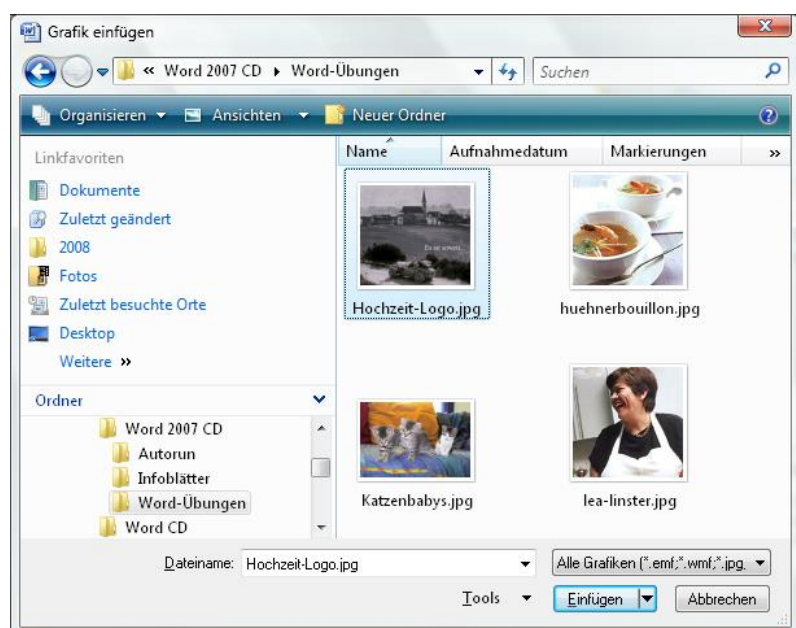 Grafik einfügen
« Word 2007 CD ▸ Word-Übungen
Suchen
Organisieren Ansichten Neuer Ordner
Linkfavoriten
Dokumente
Zuletzt geändert
2008
Fotos
Zuletzt besuchte Orte
Desktop
Weitere »
Ordner
Word 2007 CD
Autorun
Infoblätter
Word-Übungen
Word CD
Name Aufnahmedatum Markierungen »
Hochzeit-Logo.jpg
huehnerbouillon.jpg
Katzenbabys.jpg
lea-linster.jpg
Dateiname: Hochzeit-Logo.jpg
Alle Grafiken (*.emf;*.wmf;*.jpg,
Tools Einfügen Abbrechen